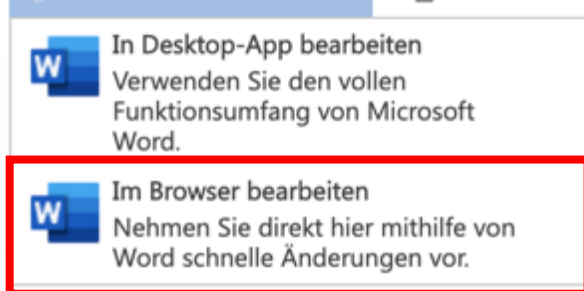 In Desktop-App bearbeiten
Verwenden Sie den vollen
Funktionsumfang von Microsoft
Word.
Im Browser bearbeiten
Nehmen Sie direkt hier mithilfe von
Word schnelle Änderungen vor.